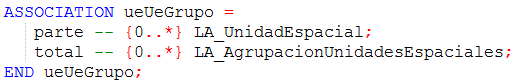 ASSOCIATION ueUeGrupo =
parte -- {0..*} LA_UnidadEspacial;
total -- {0..*} LA_AgrupacionUnidadesEspaciales;
END ueUeGrupo;